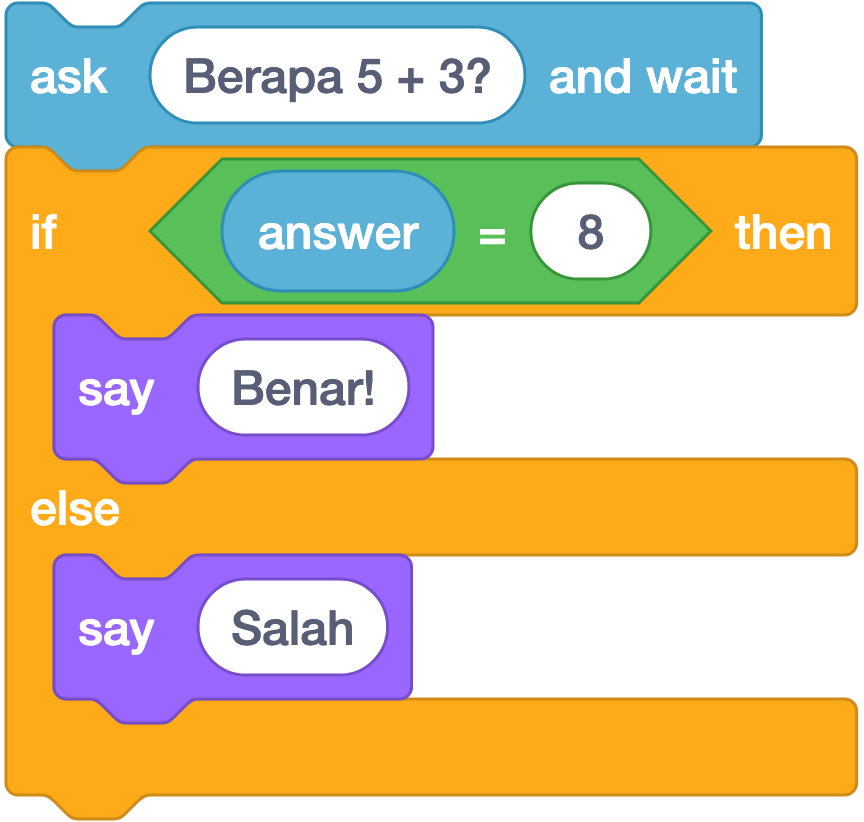 ask Berapa 5 + 3? and wait
if answer = 8 then
say Benar!
else
say Salah